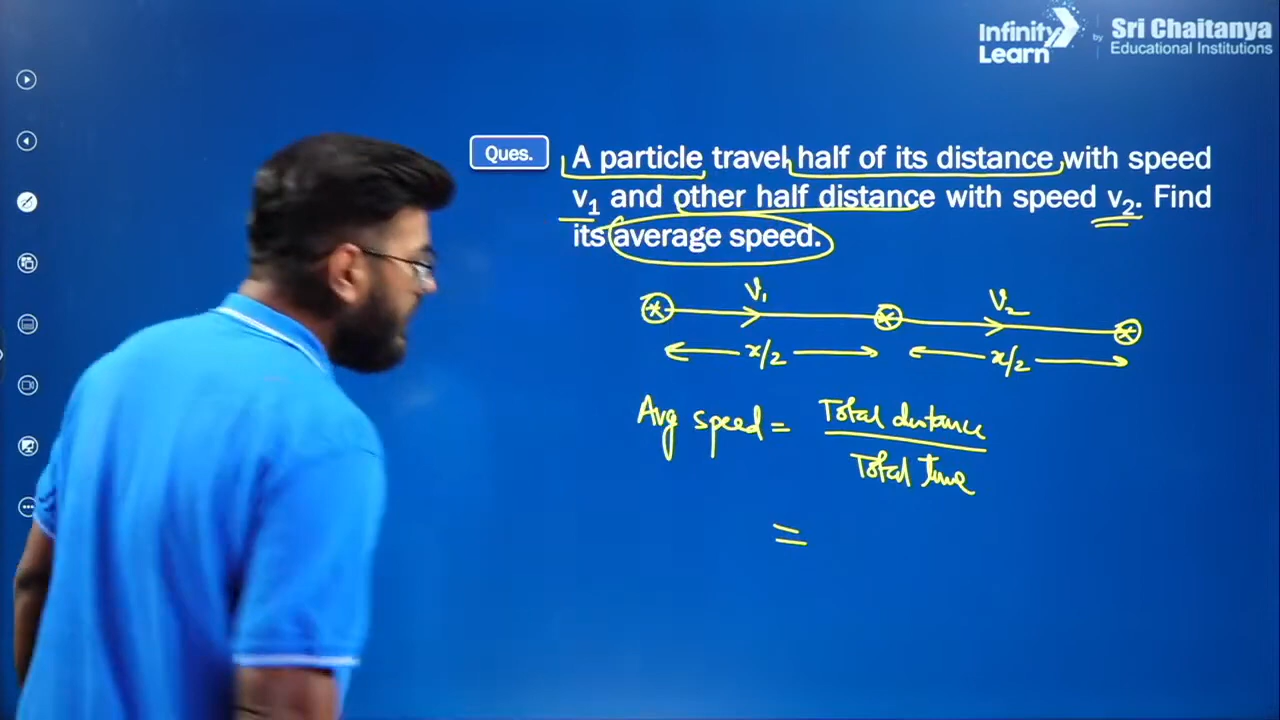 Infinity
Learn
by
Sri Chaitanya
Educational Institutions
Ques.
A particle travel half of its distance with speed
v₁ and other half distance with speed v₂. Find
its average speed.
v₁
v₂
x/2
x/2
Avg speed = Total distance
Total time
=